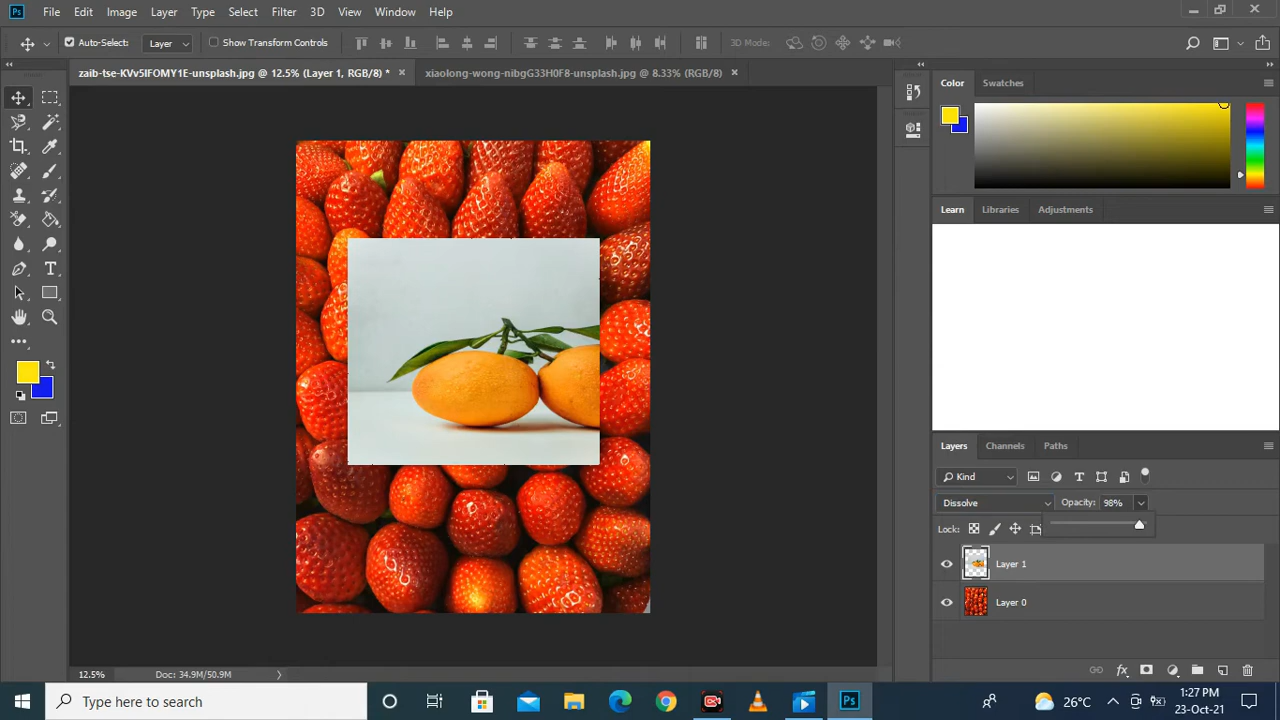 Ps File Edit Image Layer Type Select Filter 3D View Window Help
Auto-Select: Layer Show Transform Controls 3D Mode:
zaib-tse-KVv5lFOMY1E-unsplash.jpg @ 12.5% (Layer 1, RGB/8) * × xiaolong-wong-nibgG33H0F8-unsplash.jpg @ 8.33% (RGB/8) ×
Color Swatches
Learn Libraries Adjustments
Layers Channels Paths
Kind
Dissolve Opacity: 98%
Lock:
Layer 1
Layer 0
12.5% Doc: 34.9M/50.9M
Type here to search
Ps
26°C
1:27 PM
23-Oct-21